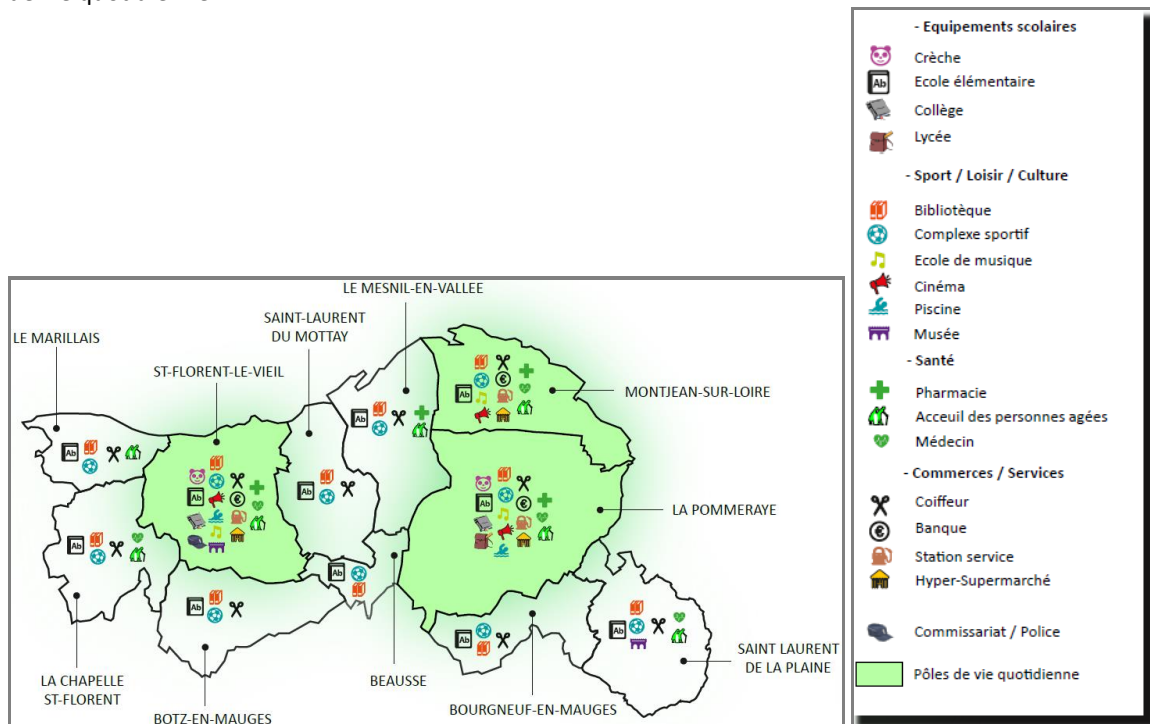 - Equipements scolaires
Crèche
Ecole élémentaire
Collège
Lycée
- Sport / Loisir / Culture
Bibliotèque
Complexe sportif
Ecole de musique
Cinéma
Piscine
Musée
- Santé
Pharmacie
Acceuil des personnes agées
Médecin
- Commerces / Services
Coiffeur
Banque
Station service
Hyper-Supermarché
Commissariat / Police
Pôles de vie quotidienne
LE MESNIL-EN-VALLEE
SAINT-LAURENT
DU MOTTAY
LE MARILLAIS
ST-FLORENT-LE-VIEIL
MONTJEAN-SUR-LOIRE
LA POMMERAYE
SAINT LAURENT
DE LA PLAINE
LA CHAPELLE
ST-FLORENT
BEAUSSE
BOURGNEUF-EN-MAUGES
BOTZ-EN-MAUGES